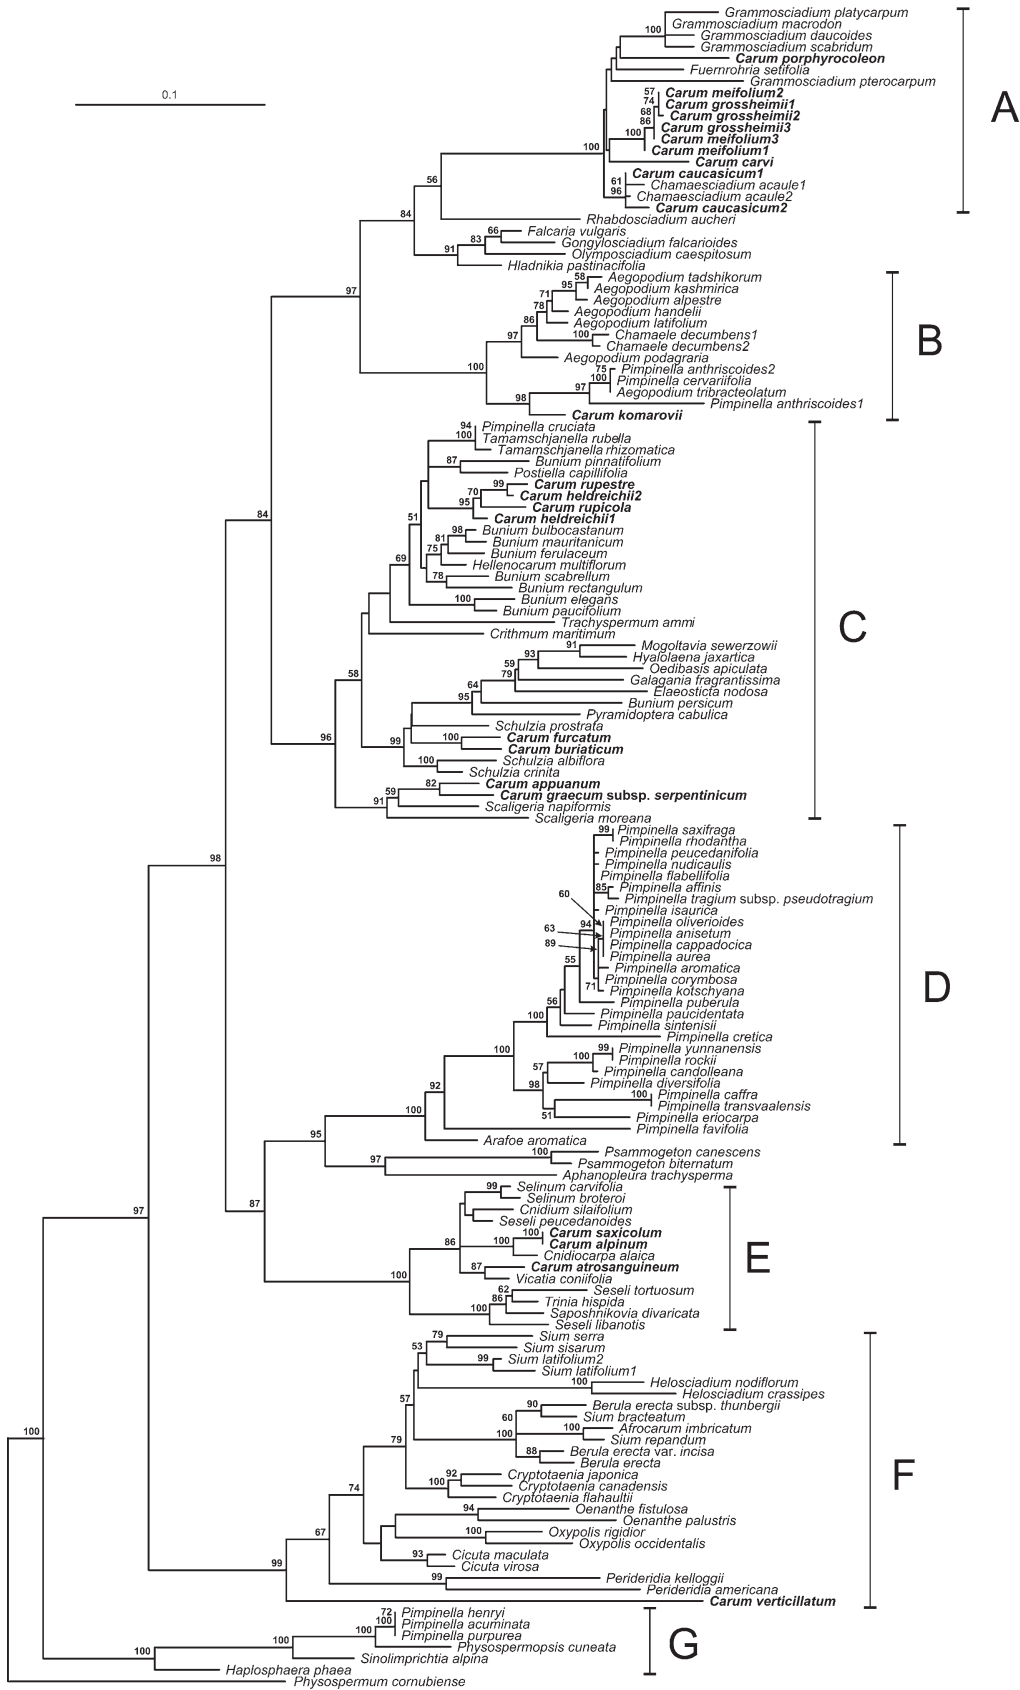 Grammosciadium platycarpum
Grammosciadium macrodon
100 Grammosciadium daucoides
Grammosciadium scabridum
Carum porphyrocoleon
Fuernrohria setifolia
Grammosciadium pterocarpum
0.1
57 Carum meifolium2
74 Carum grossheimii1
68 Carum grossheimii2
86 Carum grossheimii3
100 Carum meifolium3
Carum meifolium1
A
100
Carum carvi
Carum caucasicum1
61 Chamaesciadium acaule1
96 Chamaesciadium acaule2
Carum caucasicum2
56
84
Rhabdosciadium aucheri
66 Falcaria vulgaris
83 Gongylosciadium falcarioides
91 Olymposciadium caespitosum
Hladnikia pastinacifolia
97
58 Aegopodium tadshikorum
95 Aegopodium kashmirica
71 Aegopodium alpestre
78 Aegopodium handelii
86 Aegopodium latifolium
97 100 Chamaele decumbens1
Chamaele decumbens2
B
Aegopodium podagraria
100
75 Pimpinella anthriscoides2
100 Pimpinella cervariifolia
97 Aegopodium tribracteolatum
98 Pimpinella anthriscoides1
Carum komarovii
94 Pimpinella cruciata
100 Tamamschjanella rubella
Tamamschjanella rhizomatica
87 Bunium pinnatifolium
Postiella capillifolia
99 Carum rupestre
70 Carum heldreichii2
95 Carum rupicola
51 Carum heldreichii1
84
98 Bunium bulbocastanum
81 Bunium mauritanicum
75 Bunium ferulaceum
69 Hellenocarum multiflorum
78 Bunium scabrellum
Bunium rectangulum
100 Bunium elegans
Bunium paucifolium
Trachyspermum ammi
Crithmum maritimum
C
91 Mogoltavia sewerzowii
93 Hyalolaena jaxartica
59 Oedibasis apiculata
79 Galagania fragrantissima
58
64 Elaeosticta nodosa
95 Bunium persicum
Pyramidoptera cabulica
Schulzia prostrata
96 99 100 Carum furcatum
Carum buriaticum
100 Schulzia albiflora
Schulzia crinita
82 Carum appuanum
59 Carum graecum subsp. serpentinicum
91 Scaligeria napiformis
Scaligeria moreana
99 Pimpinella saxifraga
Pimpinella rhodantha
Pimpinella peucedanifolia
98
Pimpinella nudicaulis
Pimpinella flabellifolia
85 Pimpinella affinis
60 Pimpinella tragium subsp. pseudotragium
Pimpinella isaurica
94 Pimpinella oliverioides
63 Pimpinella anisetum
89 Pimpinella cappadocica
Pimpinella aurea
55 Pimpinella aromatica
Pimpinella corymbosa
71 Pimpinella kotschyana
D
56 Pimpinella puberula
Pimpinella paucidentata
100 Pimpinella sintenisii
Pimpinella cretica
99 Pimpinella yunnanensis
100 100 Pimpinella rockii
57 Pimpinella candolleana
92 98 Pimpinella diversifolia
100 Pimpinella caffra
Pimpinella transvaalensis
100 51 Pimpinella eriocarpa
Pimpinella favifolia
95 Arafoe aromatica
100 Psammogeton canescens
97 Psammogeton biternatum
Aphanopleura trachysperma
99 Selinum carvifolia
Selinum broteroi
97 87 Cnidium silaifolium
Seseli peucedanoides
100 Carum saxicolum
86 100 Carum alpinum
Cnidiocarpa alaica
E
87 Carum atrosanguineum
100 Vicatia coniifolia
62 Seseli tortuosum
86 Trinia hispida
100 Saposhnikovia divaricata
Seseli libanotis
79 Sium serra
53 Sium sisarum
99 Sium latifolium2
Sium latifolium1
100 Helosciadium nodiflorum
57 Helosciadium crassipes
90 Berula erecta subsp. thunbergii
60 Sium bracteatum
100 100 Afrocarum imbricatum
100 79 Sium repandum
88 Berula erecta var. incisa
Berula erecta
F
92 Cryptotaenia japonica
100 Cryptotaenia canadensis
74 Cryptotaenia flahaultii
94 Oenanthe fistulosa
Oenanthe palustris
67 100 Oxypolis rigidior
Oxypolis occidentalis
93 Cicuta maculata
99 Cicuta virosa
99 Perideridia kelloggii
Perideridia americana
Carum verticillatum
72 Pimpinella henryi
100 Pimpinella acuminata
100 Pimpinella purpurea
100 100 Physospermopsis cuneata
G
Sinolimprichtia alpina
Haplosphaera phaea
Physospermum cornubiense